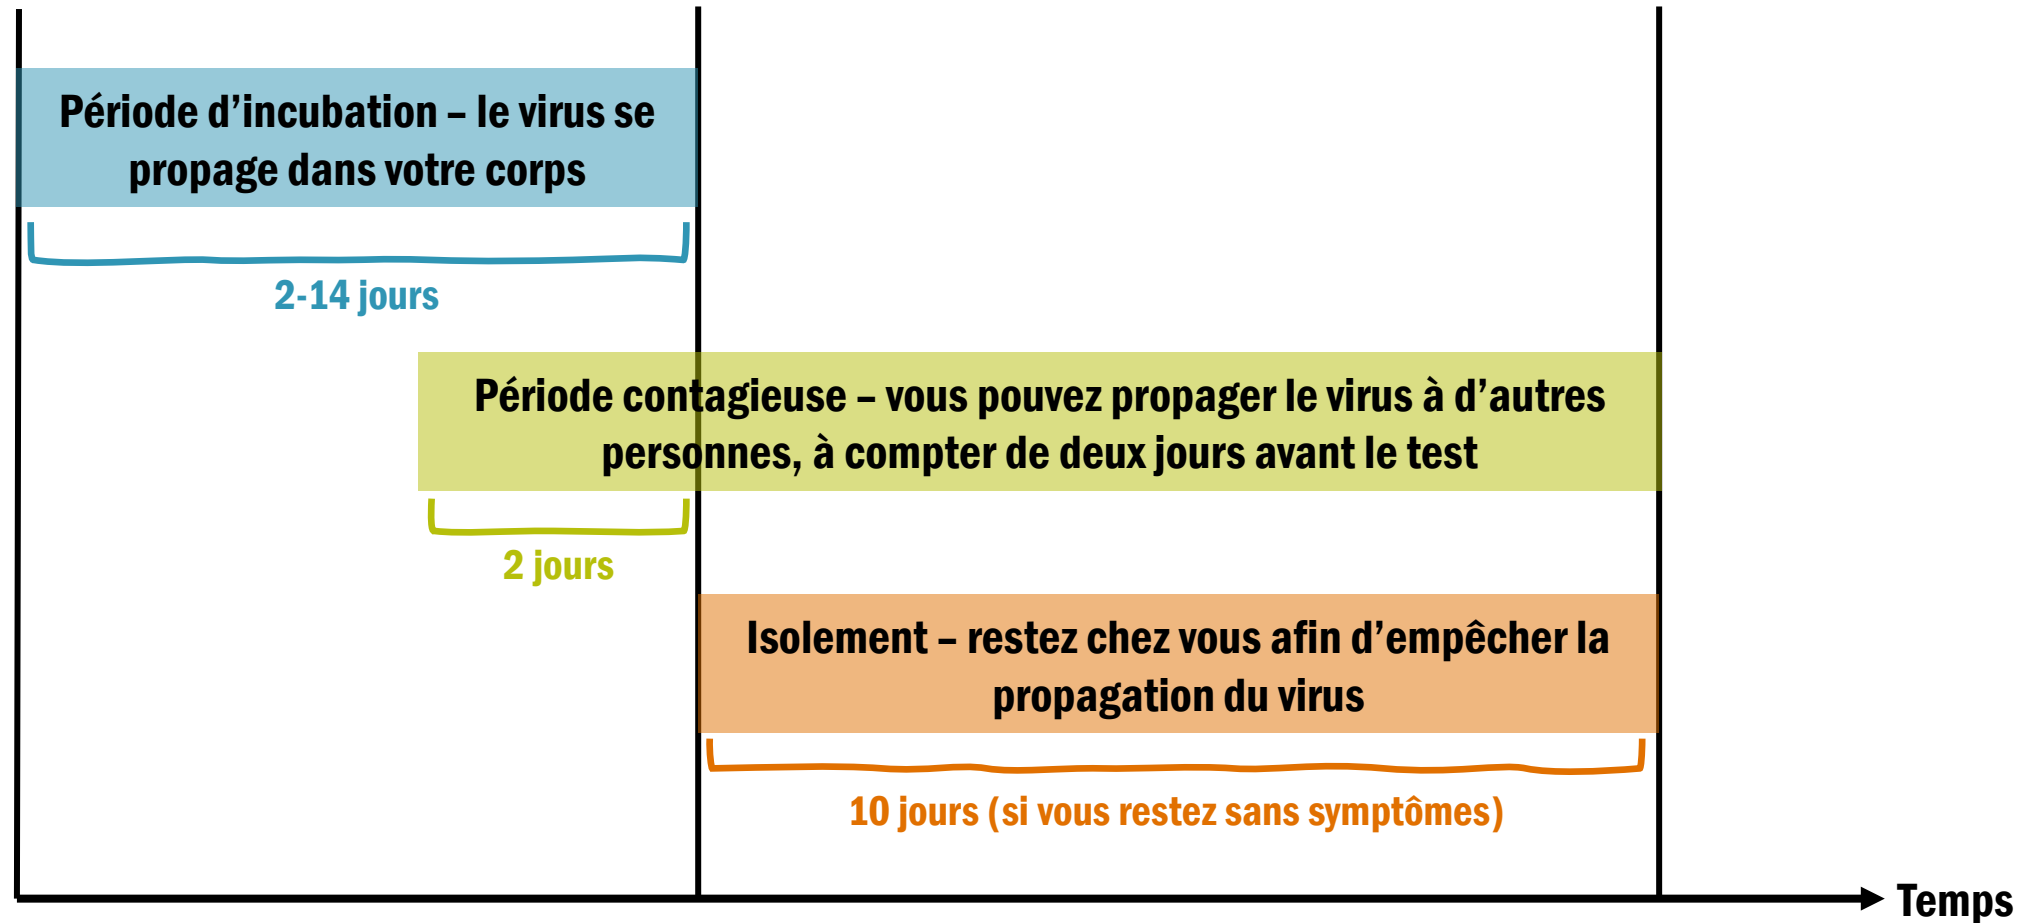 Période d’incubation – le virus se
propage dans votre corps
2-14 jours
Période contagieuse – vous pouvez propager le virus à d’autres
personnes, à compter de deux jours avant le test
2 jours
Isolement – restez chez vous afin d’empêcher la
propagation du virus
10 jours (si vous restez sans symptômes)
Temps